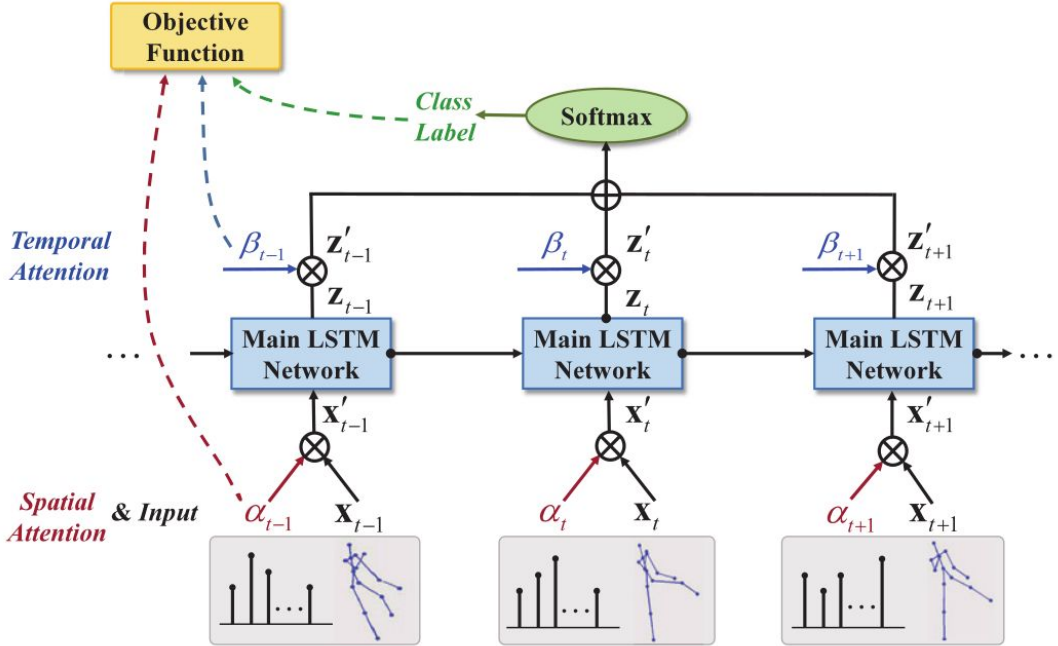 Objective
Function
Class
Label
Softmax
Temporal
Attention
β_{t−1}
z′_{t−1}
β_t
z′_t
β_{t+1}
z′_{t+1}
z_{t−1}
z_t
z_{t+1}
...
Main LSTM
Network
Main LSTM
Network
Main LSTM
Network
...
x′_{t−1}
x′_t
x′_{t+1}
Spatial
Attention
& Input
α_{t−1}
x_{t−1}
α_t
x_t
α_{t+1}
x_{t+1}
...
...
...